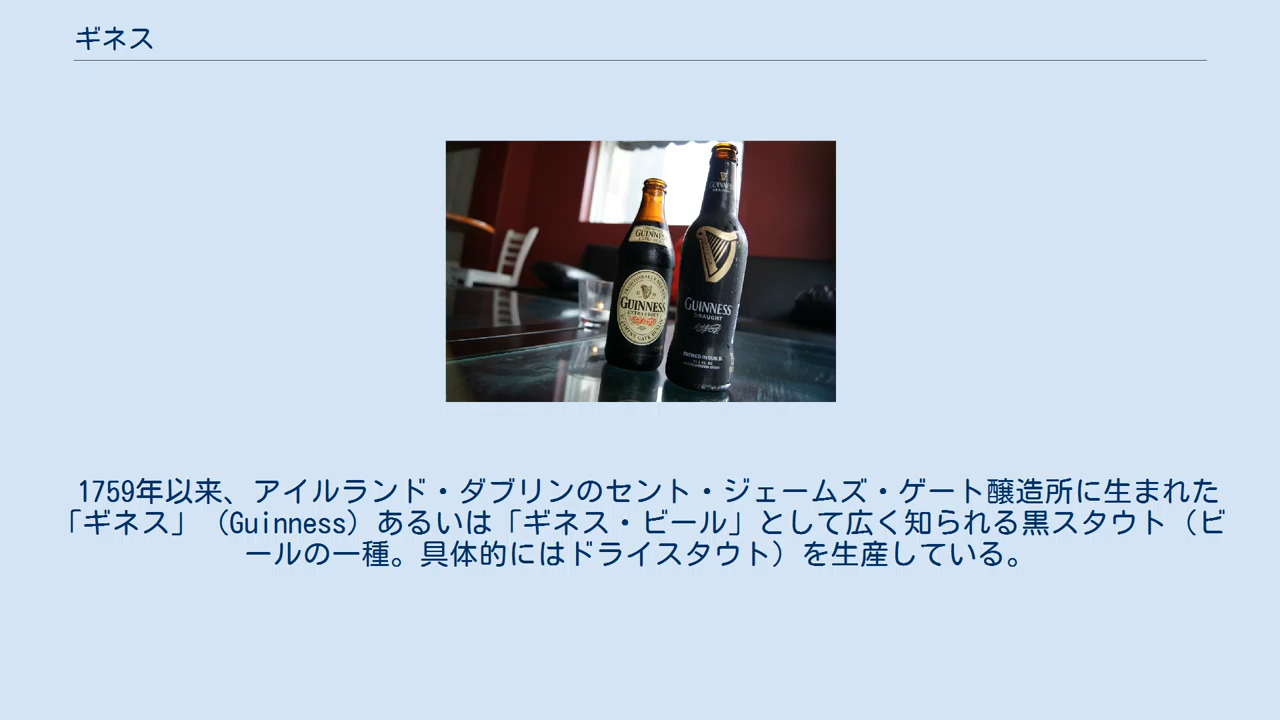 ギネス
GUINNESS
GUINNESS
EXTRA STOUT
GUINNESS
DRAUGHT
1759年以来、アイルランド・ダブリンのセント・ジェームズ・ゲート醸造所に生まれた
「ギネス」（Guinness）あるいは「ギネス・ビール」として広く知られる黒スタウト（ビ
ールの一種。具体的にはドライスタウト）を生産している。